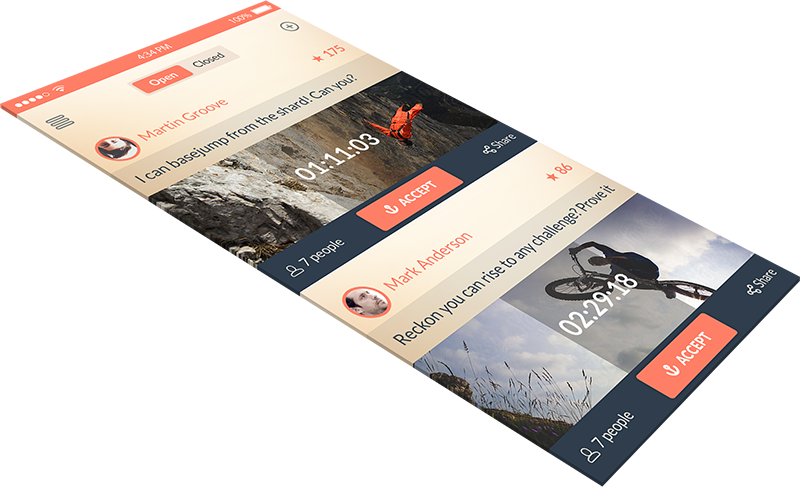 4:34 PM
100%
Open
Closed
Martin Groove
175
I can basejump from the shard! Can you?
01:11:03
7 people
ACCEPT
Share
Mark Anderson
86
Reckon you can rise to any challenge? Prove it
02:29:18
7 people
ACCEPT
Share